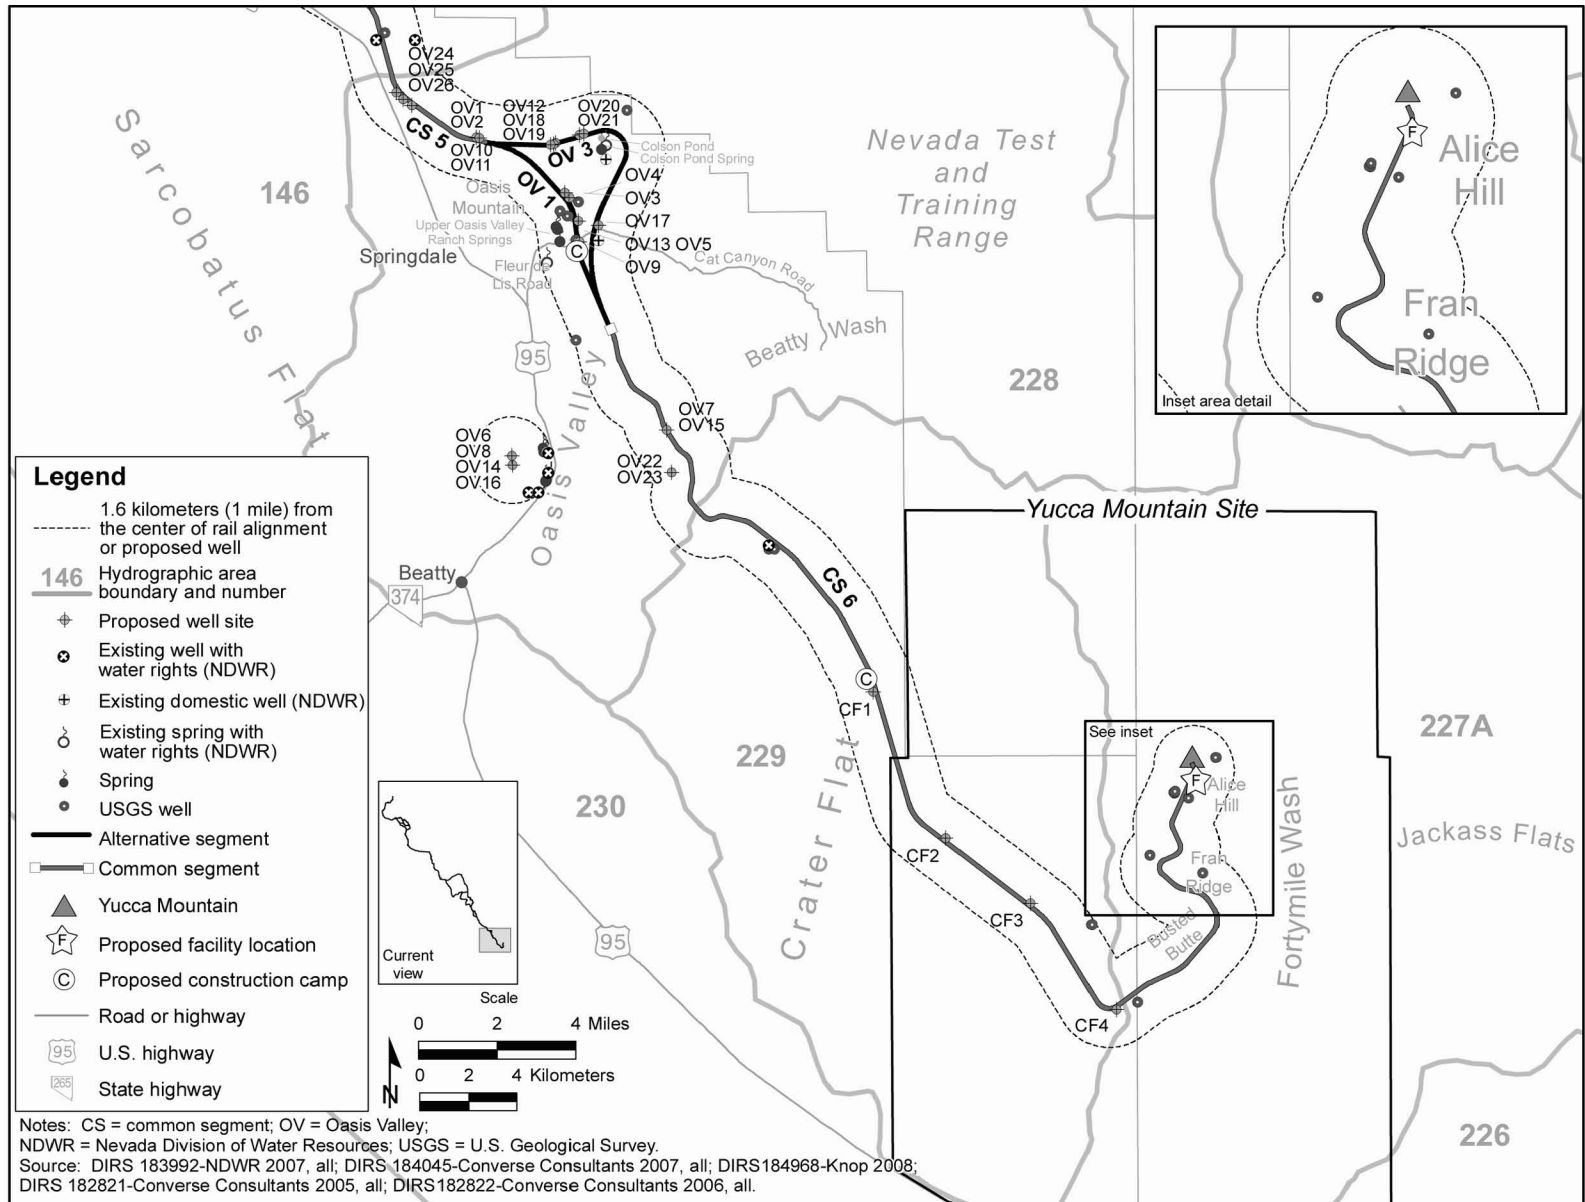 OV24
OV25
OV26
OV1
OV2
OV12
OV18
OV19
OV20
OV21
CS 5
OV10
OV11
OV 3
Colson Pond
Colson Pond Spring
OV 1
OV4
OV3
OV17
OV13 OV5
OV9
Oasis
Mountain
Upper Oasis Valley
Ranch Springs
Springdale
Fleur de
Lis Road
C
Cat Canyon Road
Sarcobatus Flat
146
Nevada Test
and
Training
Range
Beatty Wash
95
228
Oasis Valley
OV7
OV15
OV6
OV8
OV14
OV16
OV22
OV23
Beatty
374
CS 6
C
CF1
Yucca Mountain Site
229
Crater Flat
230
CF2
CF3
CF4
95
See inset
F
Alice
Hill
Fran
Ridge
Busted
Butte
Fortymile Wash
227A
Jackass Flats
226
F
Alice
Hill
Fran
Ridge
Inset area detail
Legend
1.6 kilometers (1 mile) from
the center of rail alignment
or proposed well
146
Hydrographic area
boundary and number
Proposed well site
Existing well with
water rights (NDWR)
Existing domestic well (NDWR)
Existing spring with
water rights (NDWR)
Spring
USGS well
Alternative segment
Common segment
Yucca Mountain
F
Proposed facility location
C
Proposed construction camp
Road or highway
95
U.S. highway
265
State highway
Current
view
Scale
0 2 4 Miles
0 2 4 Kilometers
N
Notes: CS = common segment; OV = Oasis Valley;
NDWR = Nevada Division of Water Resources; USGS = U.S. Geological Survey.
Source: DIRS 183992-NDWR 2007, all; DIRS 184045-Converse Consultants 2007, all; DIRS184968-Knop 2008;
DIRS 182821-Converse Consultants 2005, all; DIRS182822-Converse Consultants 2006, all.